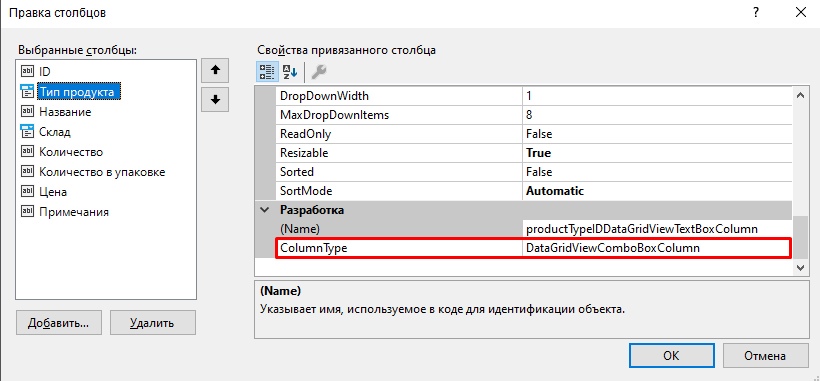 Правка столбцов
Выбранные столбцы:
ID
Тип продукта
Название
Склад
Количество
Количество в упаковке
Цена
Примечания
Добавить...
Удалить
Свойства привязанного столбца
DropDownWidth 1
MaxDropDownItems 8
ReadOnly False
Resizable True
Sorted False
SortMode Automatic
Разработка
(Name) productTypeIDDataGridViewTextBoxColumn
ColumnType DataGridViewComboBoxColumn
(Name)
Указывает имя, используемое в коде для идентификации объекта.
OK
Отмена